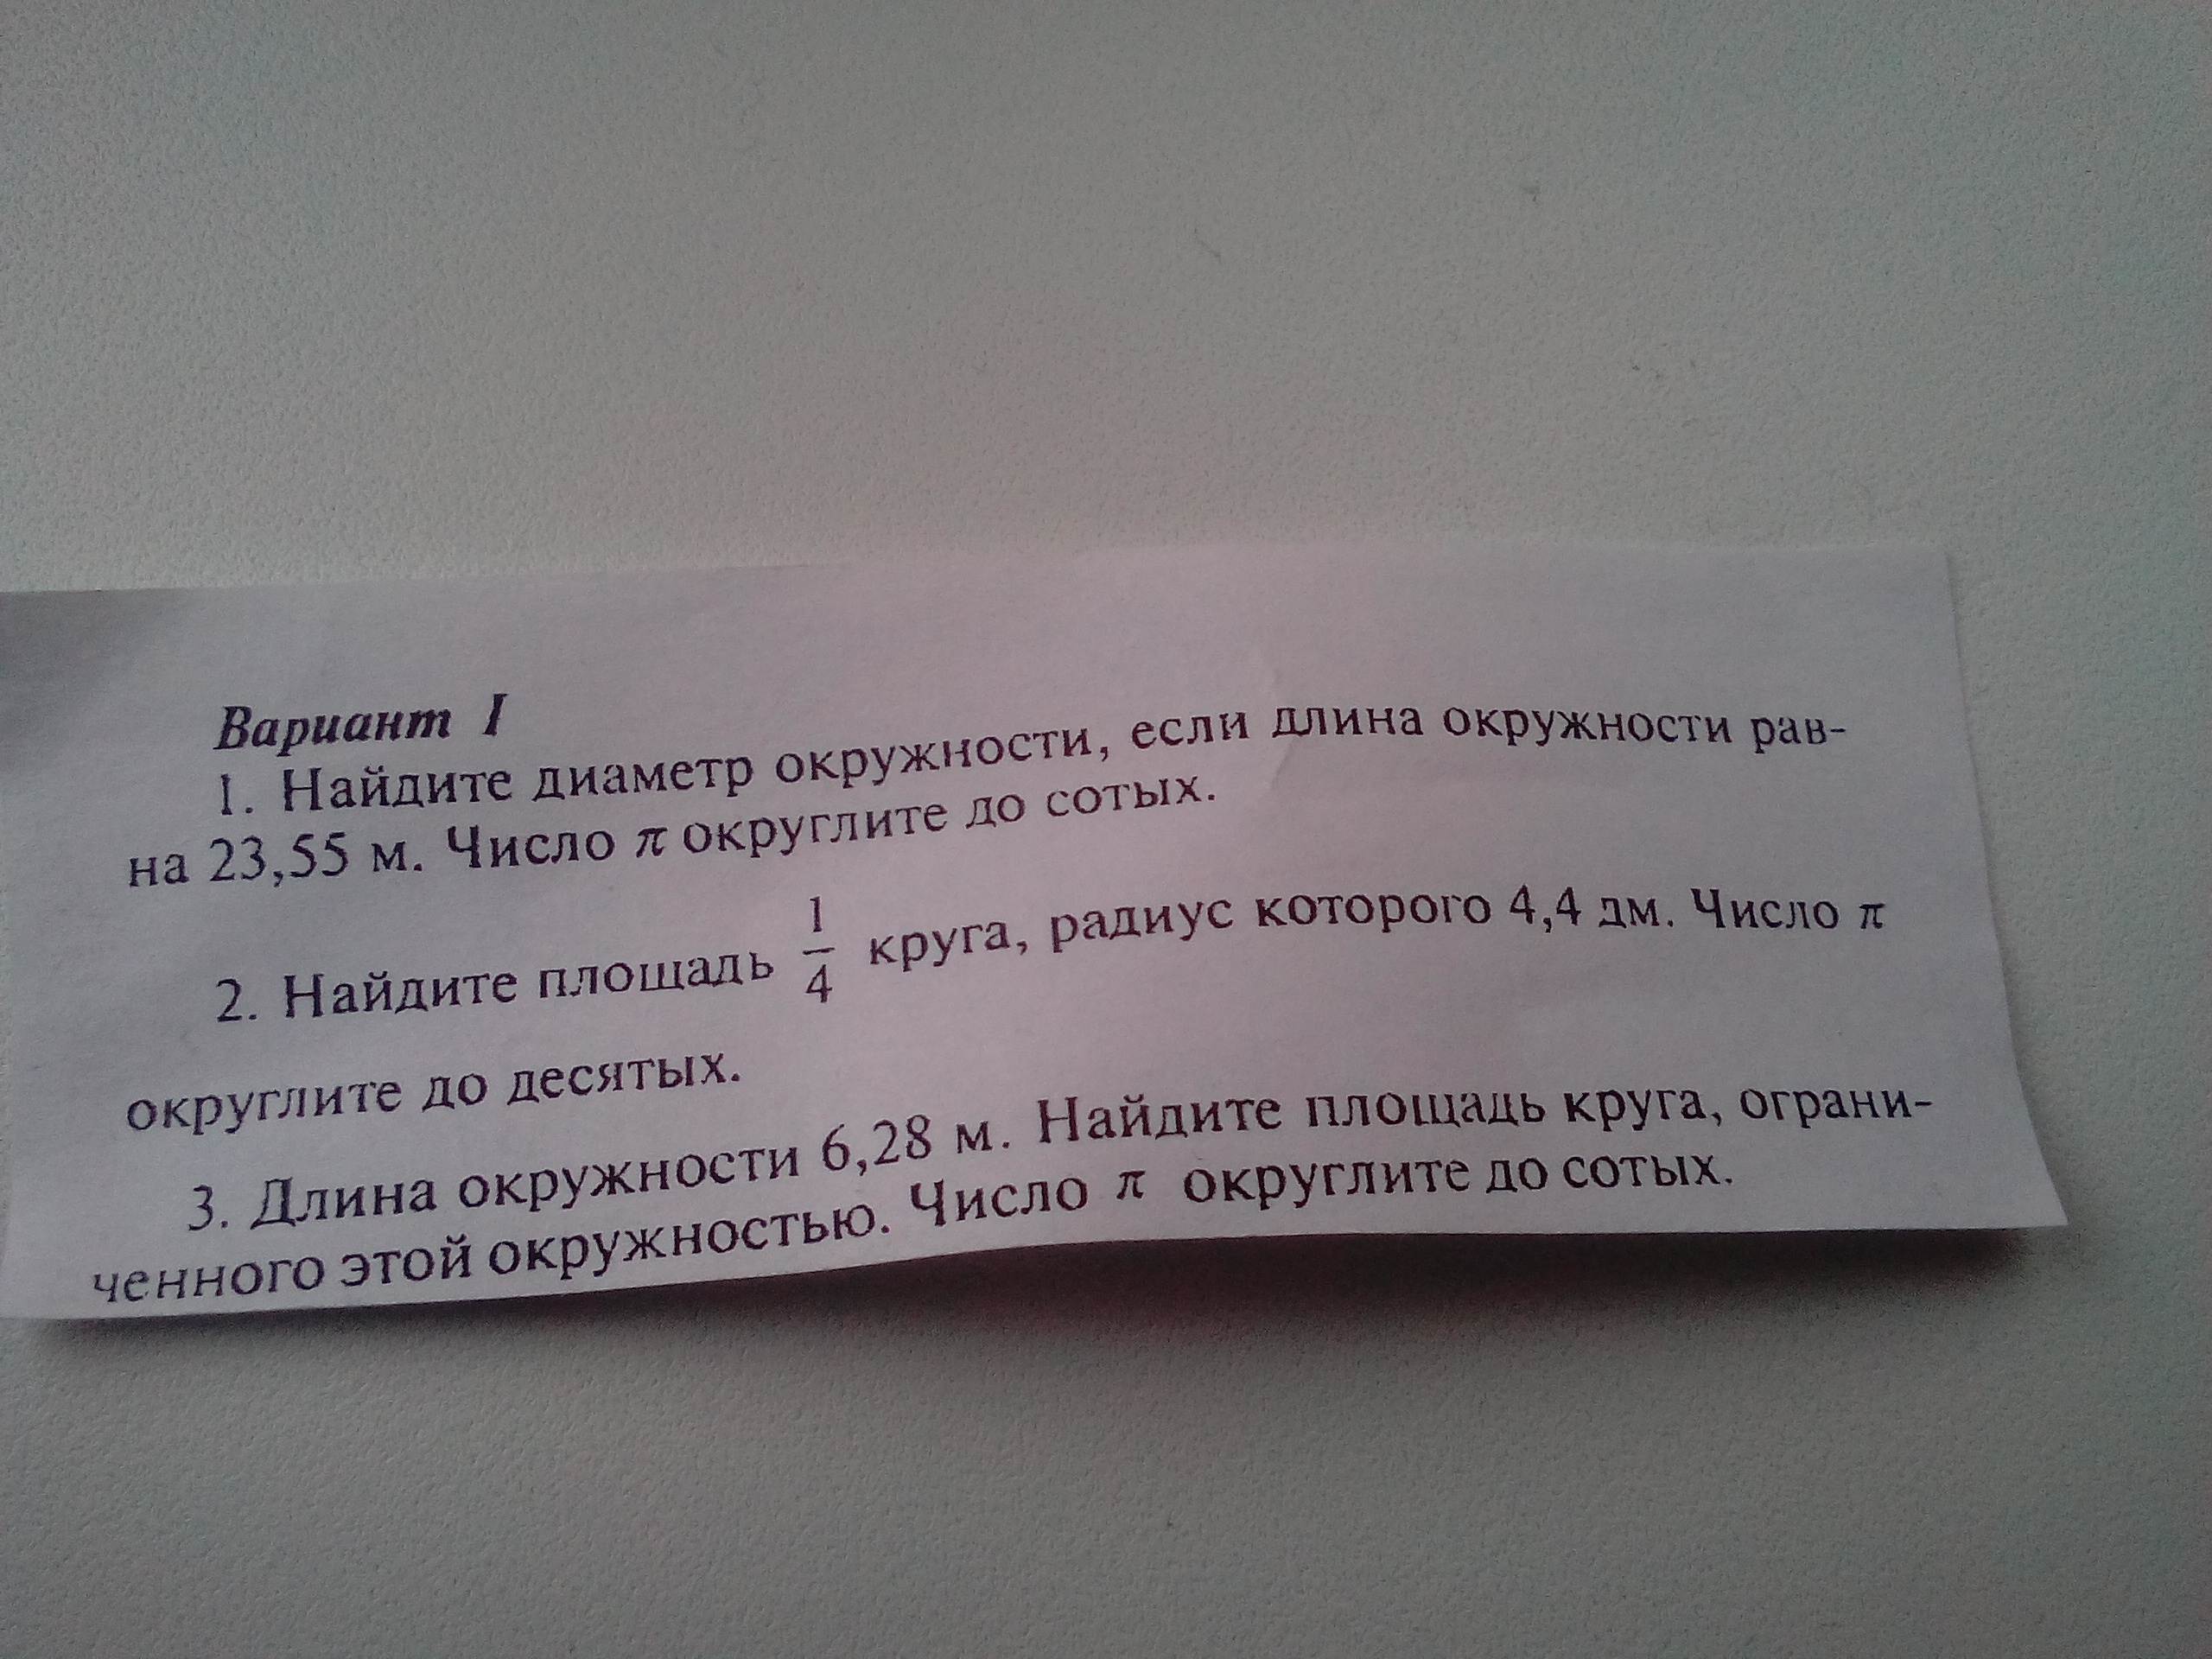 Вариант I
1. Найдите диаметр окружности, если длина окружности рав-
на 23,55 м. Число π округлите до сотых.
2. Найдите площадь 1/4 круга, радиус которого 4,4 дм. Число π
округлите до десятых.
3. Длина окружности 6,28 м. Найдите площадь круга, ограни-
ченного этой окружностью. Число π округлите до сотых.